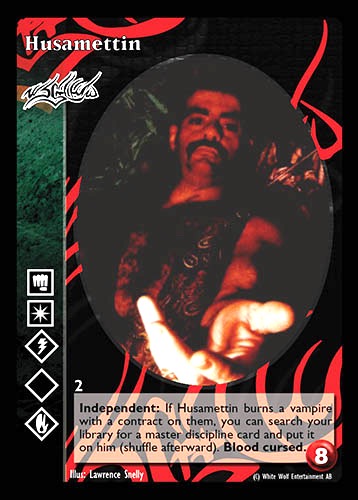 Husamettin
2
Independent: If Husamettin burns a vampire
with a contract on them, you can search your
library for a master discipline card and put it
on him (shuffle afterward). Blood cursed.
8
Illus: Lawrence Snelly
(C) White Wolf Entertainment AB